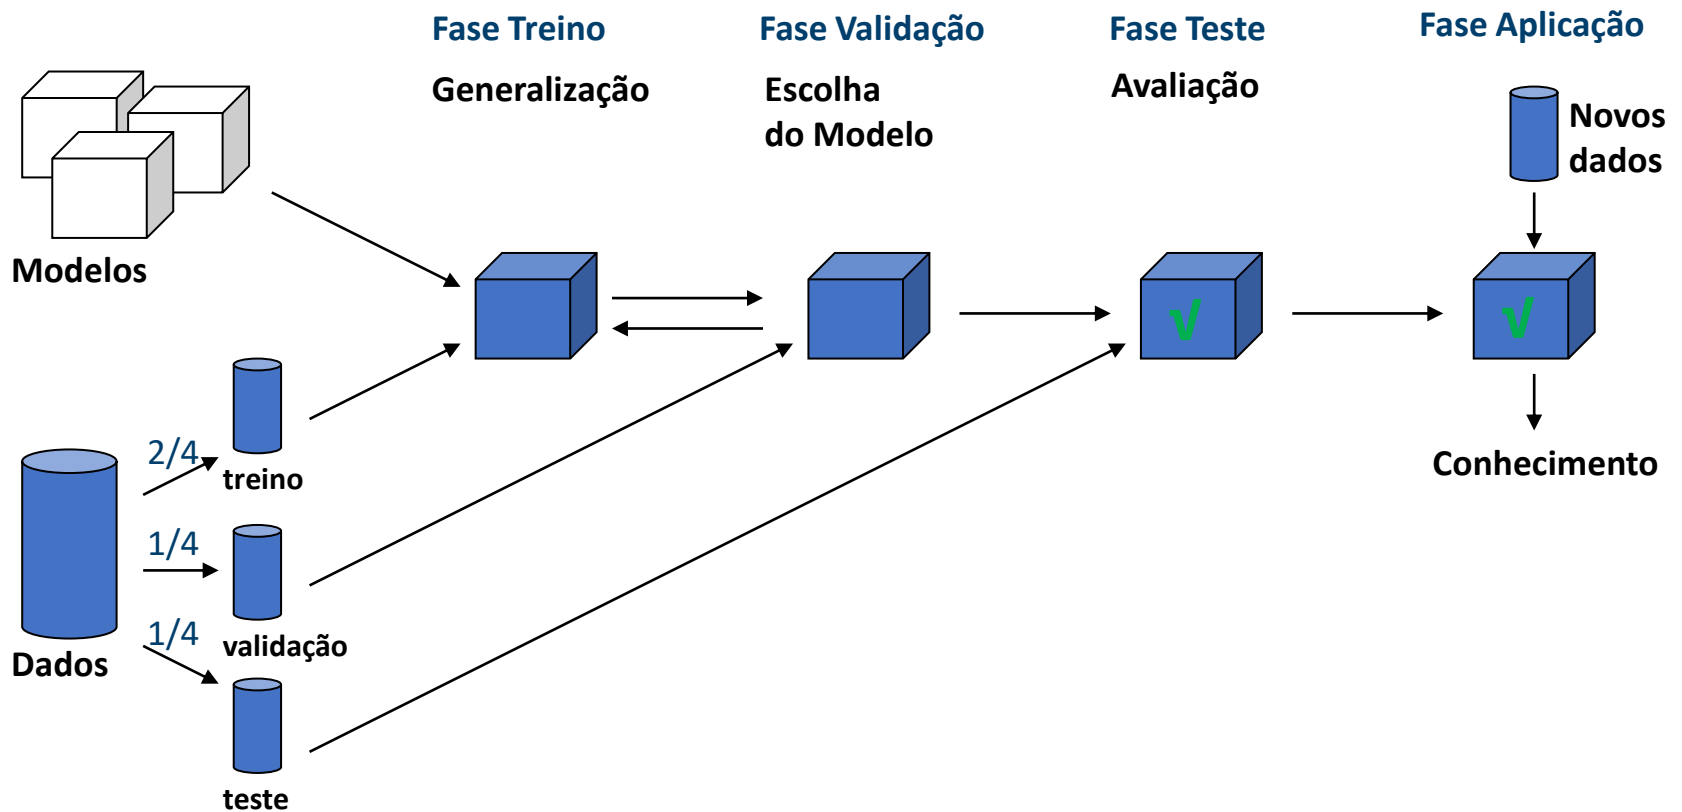 Fase Treino
Fase Validação
Fase Teste
Fase Aplicação
Generalização
Escolha
do Modelo
Avaliação
Novos
dados
Modelos
√
√
2/4
treino
1/4
validação
1/4
teste
Dados
Conhecimento